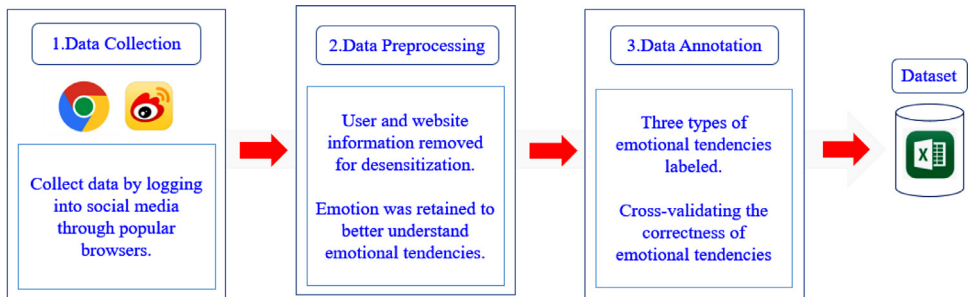 1.Data Collection
Collect data by logging
into social media
through popular
browsers.
2.Data Preprocessing
User and website
information removed
for desensitization.
Emotion was retained to
better understand
emotional tendencies.
3.Data Annotation
Three types of
emotional tendencies
labeled.
Cross-validating the
correctness of
emotional tendencies
Dataset
X